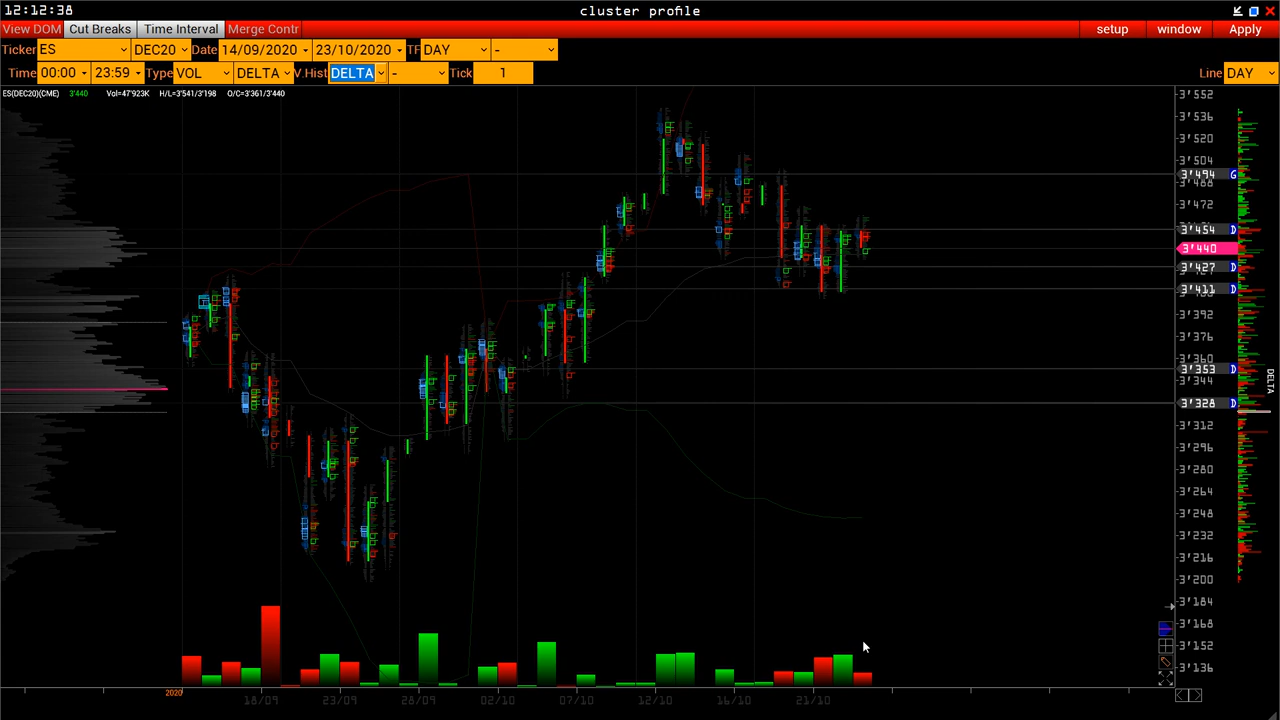 12:12:38 cluster profile
View DOM Cut Breaks Time Interval Merge Contr setup window Apply
Ticker ES DEC20 Date 14/09/2020 23/10/2020 TF DAY -
Time 00:00 23:59 Type VOL DELTA V.Hist DELTA - Tick 1 Line DAY
ES(DEC20)(CME) 3'440 Vol=47'923K H/L=3'541/3'198 O/C=3'361/3'440
3'552
3'536
3'520
3'504
3'494 G
3'488
3'472
3'454 D
3'440
3'427 D
3'411 D
3'392
3'376
3'360
3'353 D
3'344
DELTA
3'328 D
3'312
3'296
3'280
3'264
3'248
3'232
3'216
3'200
3'184
3'168
3'152
3'136
2020 18/09 23/09 28/09 02/10 07/10 12/10 16/10 21/10